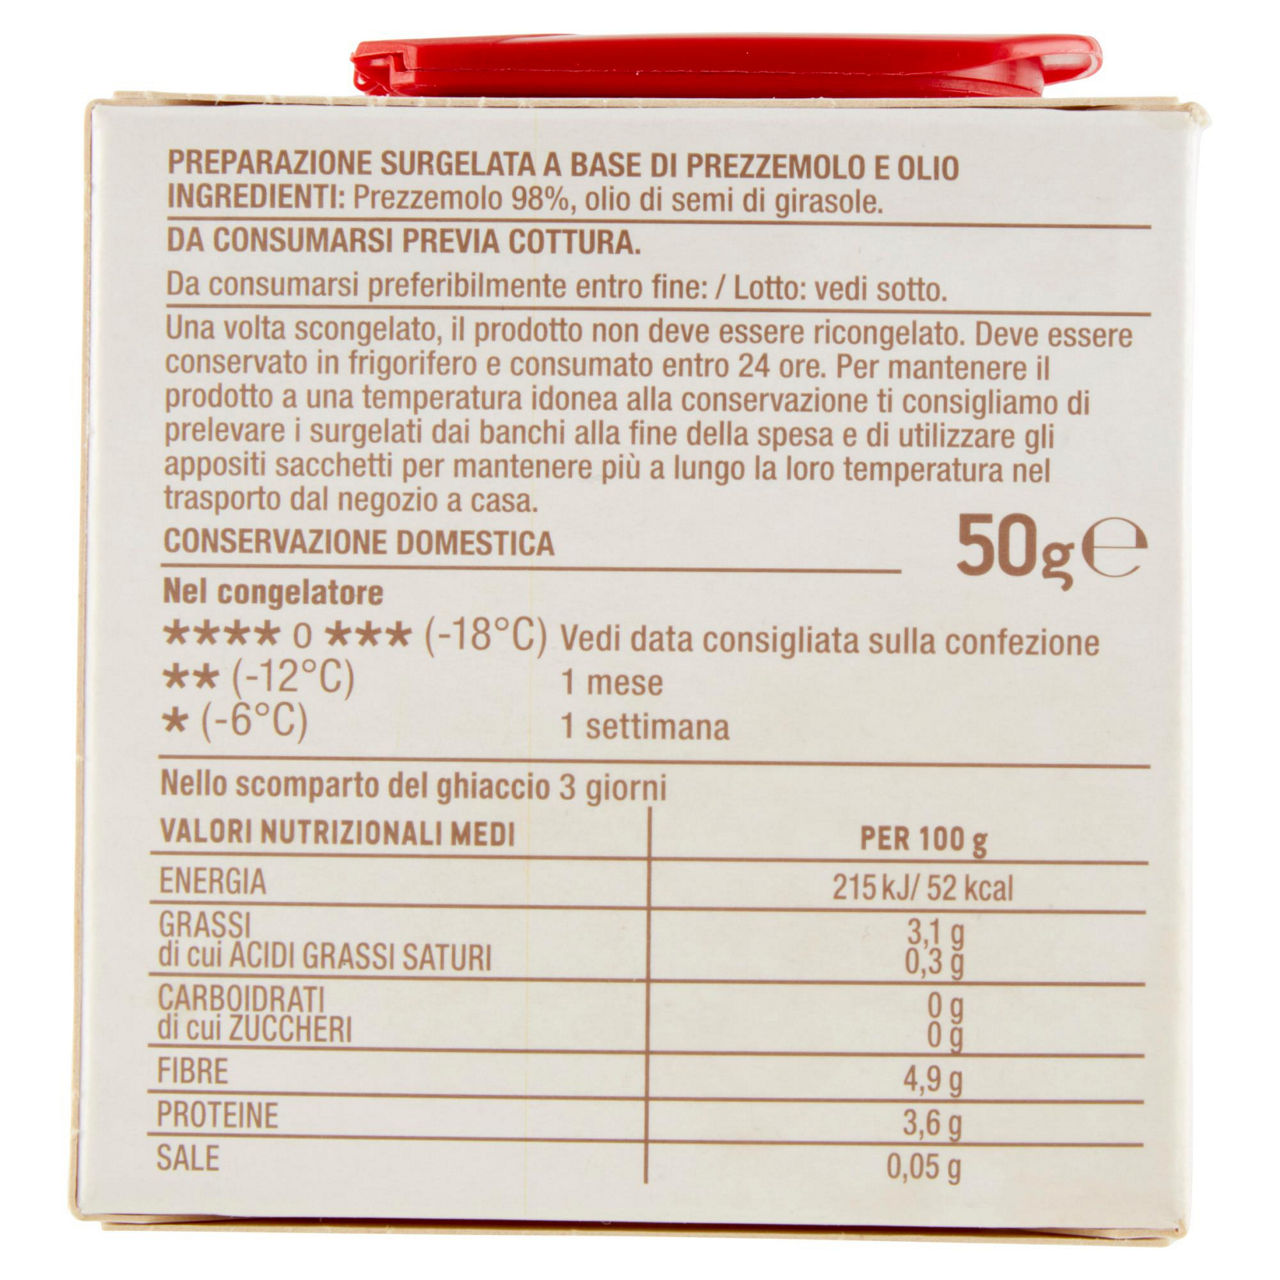 PREPARAZIONE SURGELATA A BASE DI PREZZEMOLO E OLIO
INGREDIENTI: Prezzemolo 98%, olio di semi di girasole.
DA CONSUMARSI PREVIA COTTURA.
Da consumarsi preferibilmente entro fine: / Lotto: vedi sotto.
Una volta scongelato, il prodotto non deve essere ricongelato. Deve essere
conservato in frigorifero e consumato entro 24 ore. Per mantenere il
prodotto a una temperatura idonea alla conservazione ti consigliamo di
prelevare i surgelati dai banchi alla fine della spesa e di utilizzare gli
appositi sacchetti per mantenere più a lungo la loro temperatura nel
trasporto dal negozio a casa.
50g e
CONSERVAZIONE DOMESTICA
Nel congelatore
**** o *** (-18°C) Vedi data consigliata sulla confezione
** (-12°C) 1 mese
* (-6°C) 1 settimana
Nello scomparto del ghiaccio 3 giorni
VALORI NUTRIZIONALI MEDI PER 100 g
ENERGIA 215 kJ/ 52 kcal
GRASSI 3,1 g
di cui ACIDI GRASSI SATURI 0,3 g
CARBOIDRATI 0 g
di cui ZUCCHERI 0 g
FIBRE 4,9 g
PROTEINE 3,6 g
SALE 0,05 g